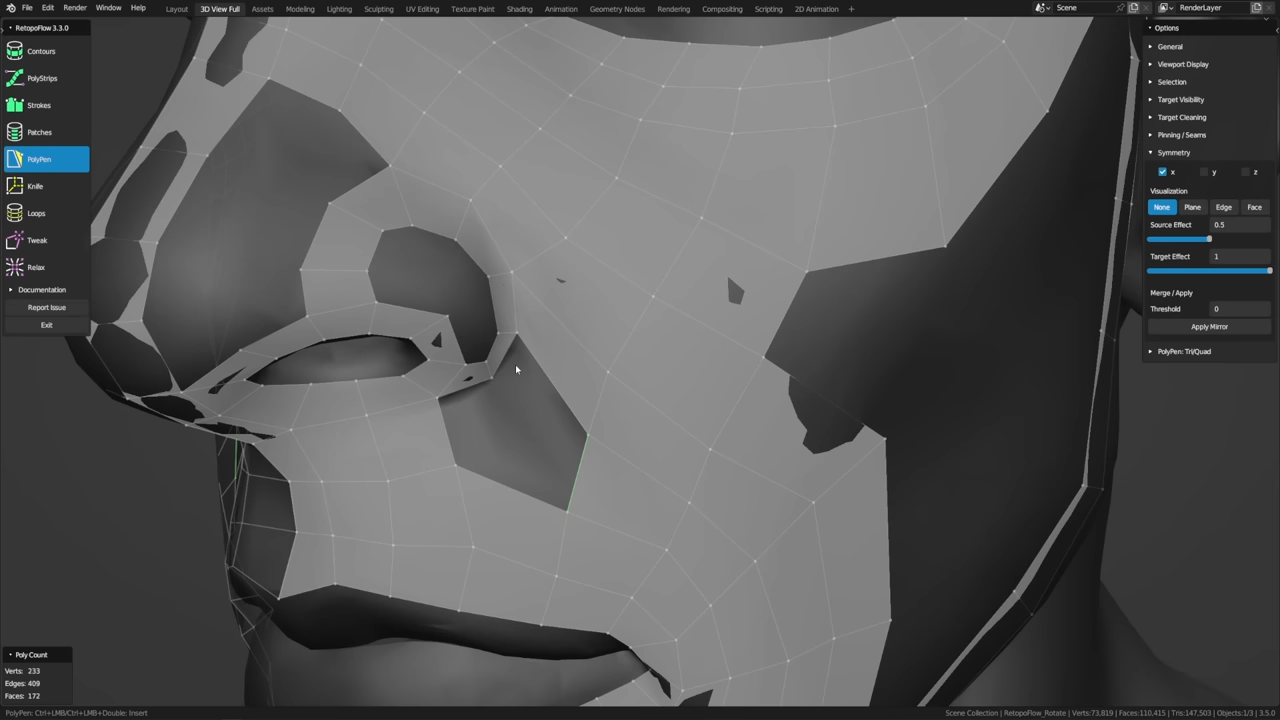 File Edit Render Window Help Layout 3D View Full Assets Modeling Lighting Sculpting UV Editing Texture Paint Shading Animation Geometry Nodes Rendering Compositing Scripting 2D Animation + Scene RenderLayer
RetopoFlow 3.3.0
Contours
PolyStrips
Strokes
Patches
PolyPen
Knife
Loops
Tweak
Relax
Documentation
Report Issue
Exit
Options
General
Viewport Display
Selection
Target Visibility
Target Cleaning
Pinning / Seams
Symmetry
x y z
Visualization
None Plane Edge Face
Source Effect 0.5
Target Effect 1
Merge / Apply
Threshold 0
Apply Mirror
PolyPen: Tri/Quad
Poly Count
Verts: 233
Edges: 409
Faces: 172
PolyPen: Ctrl+LMB/Ctrl+LMB+Double: Insert Scene Collection | RetopoFlow_Rotate | Verts:73,819 | Faces:110,415 | Tris:147,503 | Objects:1/3 | 3.5.0